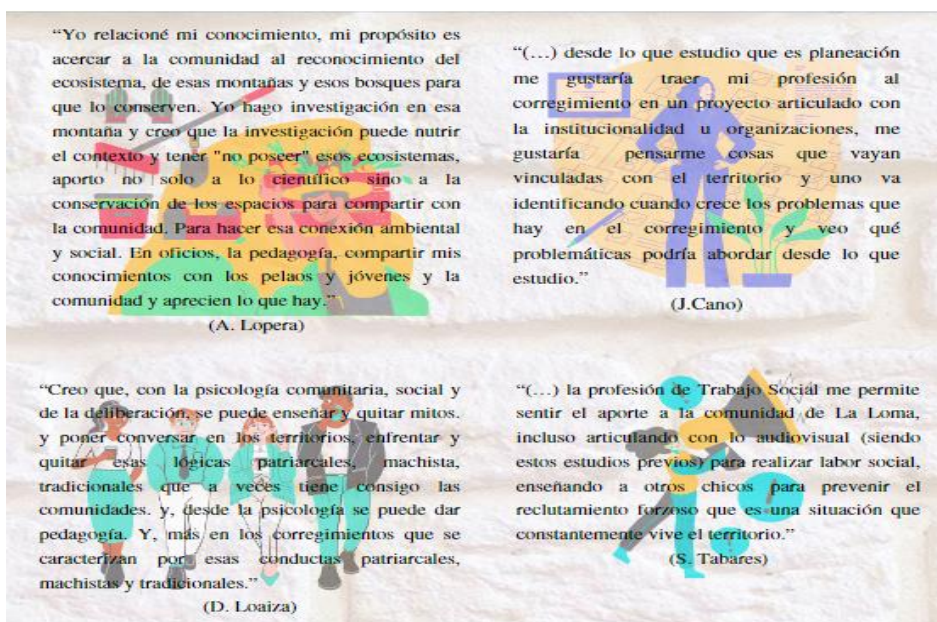 “Yo relacioné mi conocimiento, mi propósito es
acercar a la comunidad al reconocimiento del
ecosistema, de esas montañas y esos bosques para
que lo conserven. Yo hago investigación en esa
montaña y creo que la investigación puede nutrir
el contexto y tener "no poseer" esos ecosistemas,
aporto no solo a lo científico sino a la
conservación de los espacios para compartir con
la comunidad. Para hacer esa conexión ambiental
y social. En oficios, la pedagogía, compartir mis
conocimientos con los pelaos y jóvenes y la
comunidad y aprecien lo que hay.”
(A. Lopera)
“(…) desde lo que estudio que es planeación
me gustaría traer mi profesión al
corregimiento en un proyecto articulado con
la institucionalidad u organizaciones, me
gustaría pensarme cosas que vayan
vinculadas con el territorio y uno va
identificando cuando crece los problemas que
hay en el corregimiento y veo qué
problemáticas podría abordar desde lo que
estudio.”
(J.Cano)
“Creo que, con la psicología comunitaria, social y
de la deliberación, se puede enseñar y quitar mitos.
y poner conversar en los territorios, enfrentar y
quitar esas lógicas patriarcales, machista,
tradicionales que a veces tiene consigo las
comunidades. y, desde la psicología se puede dar
pedagogía. Y, más en los corregimientos que se
caracterizan por esas conductas patriarcales,
machistas y tradicionales.”
(D. Loaiza)
“(…) la profesión de Trabajo Social me permite
sentir el aporte a la comunidad de La Loma,
incluso articulando con lo audiovisual (siendo
estos estudios previos) para realizar labor social,
enseñando a otros chicos para prevenir el
reclutamiento forzoso que es una situación que
constantemente vive el territorio.”
(S. Tabares)